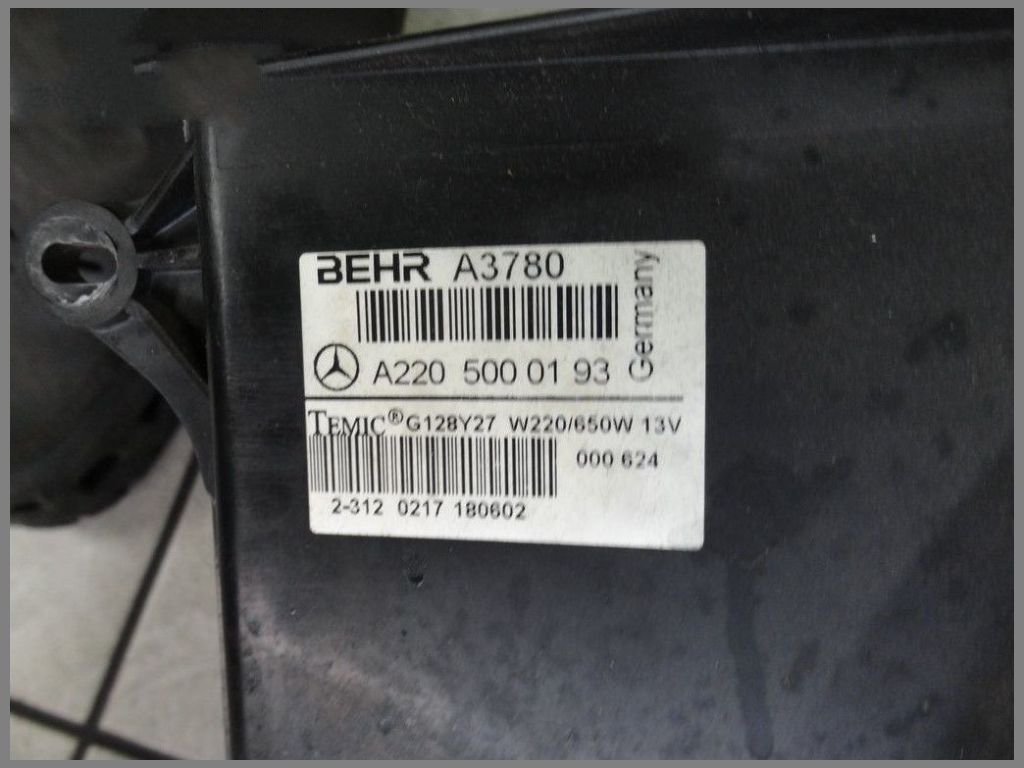 BEHR A3780
A220 500 01 93
Germany
TEMIC® G128Y27 W220/650W 13V
000 624
2-312 0217 180602